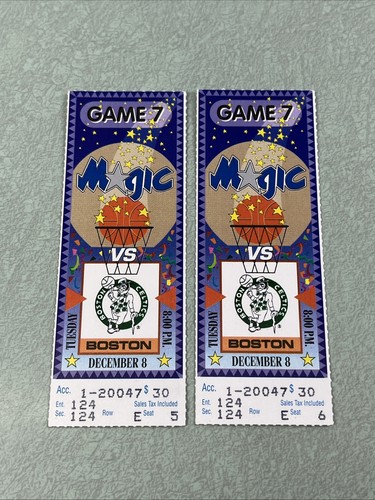 GAME 7
Magic
VS
BOSTON CELTICS
TUESDAY
8:00 P.M.
BOSTON
DECEMBER 8
Acc. 1-20047 $ 30
Ent. 124 Sales Tax Included
Sec. 124 Row E Seat 5
GAME 7
Magic
VS
BOSTON CELTICS
TUESDAY
8:00 P.M.
BOSTON
DECEMBER 8
Acc. 1-20047 $ 30
Ent. 124 Sales Tax Included
Sec. 124 Row E Seat 6